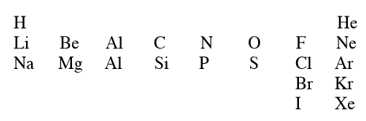 H He
Li Be Al C N O F Ne
Na Mg Al Si P S Cl Ar
Br Kr
I Xe